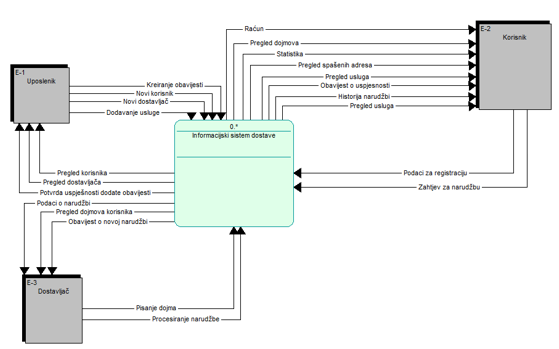 Račun
E-2
Korisnik
Pregled dojmova
Statistika
Pregled spašenih adresa
E-1
Uposlenik
Pregled usluga
Kreiranje obavijesti
Obavijest o uspjesnosti
Novi korisnik
Historija narudžbi
Novi dostavljač
Pregled usluga
Dodavanje usluge
0.*
Informacijski sistem dostave
Pregled korisnika
Podaci za registraciju
Pregled dostavljača
Zahtjev za narudžbu
Potvrda uspješnosti dodate obavijesti
Podaci o narudžbi
Pregled dojmova korisnika
Obavijest o novoj narudžbi
E-3
Dostavljač
Pisanje dojma
Procesiranje narudžbe